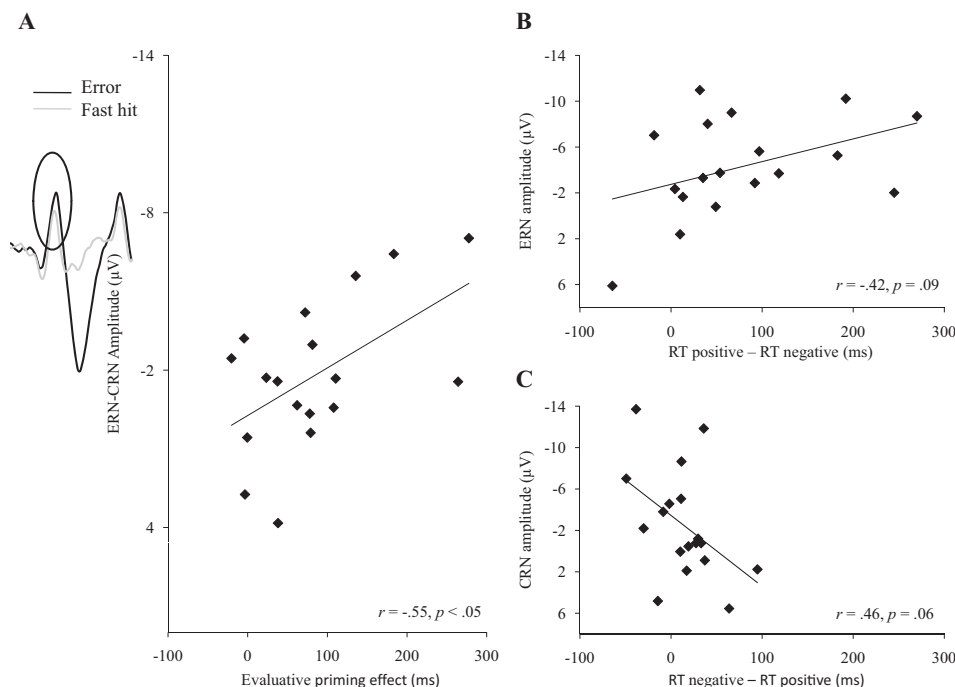 A
Error
Fast hit
-14
-8
-2
4
ERN-CRN Amplitude (µV)
r = -.55, p < .05
-100
0
100
200
300
Evaluative priming effect (ms)
B
-14
-10
-6
-2
2
6
ERN amplitude (µV)
r = -.42, p = .09
-100
0
100
200
300
RT positive – RT negative (ms)
C
-14
-10
-6
-2
2
6
CRN amplitude (µV)
r = .46, p = .06
-100
0
100
200
300
RT negative – RT positive (ms)